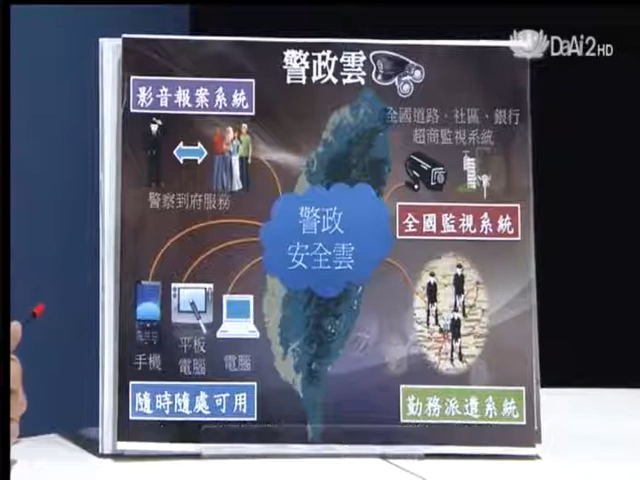 DaAi2HD
警政雲
影音報案系統
警察到府服務
全國道路、社區、銀行
超商監視系統
全國監視系統
警政
安全雲
手機
平板
電腦
電腦
隨時隨處可用
勤務派遣系統